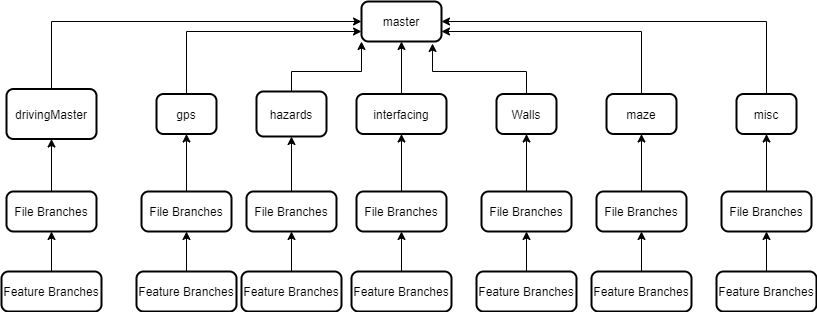 master
drivingMaster
gps
hazards
interfacing
Walls
maze
misc
File Branches
File Branches
File Branches
File Branches
File Branches
File Branches
File Branches
Feature Branches
Feature Branches
Feature Branches
Feature Branches
Feature Branches
Feature Branches
Feature Branches